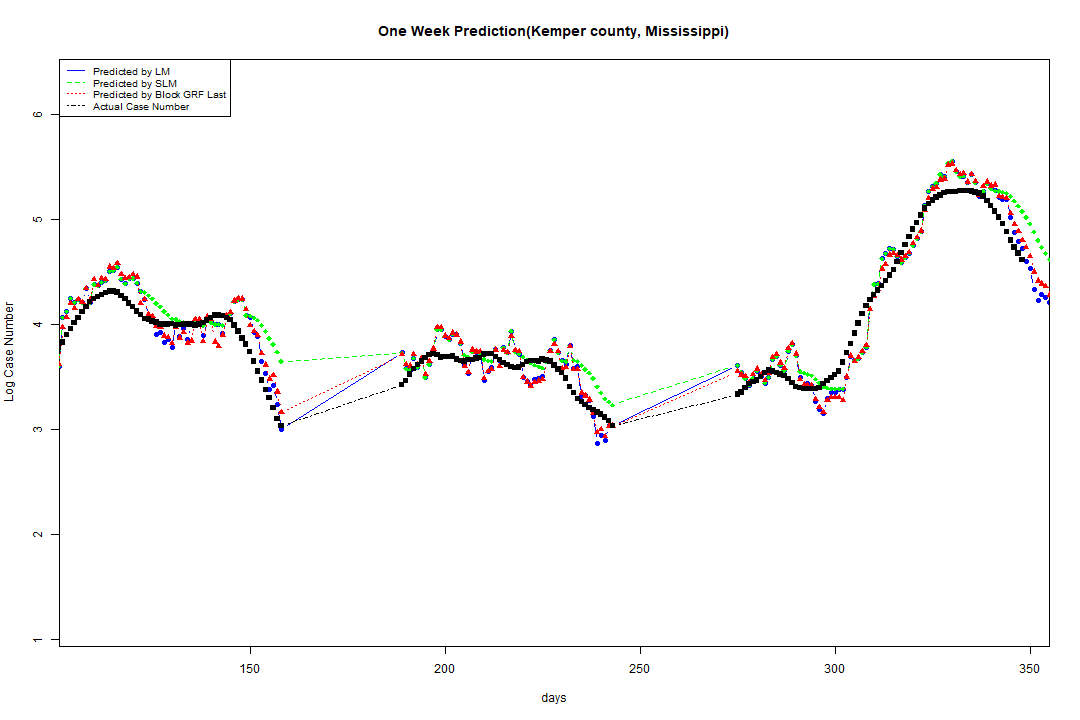 One Week Prediction(Kemper county, Mississippi)
Predicted by LM
Predicted by SLM
Predicted by Block GRF Last
Actual Case Number
6
5
4
3
2
1
Log Case Number
150 200 250 300 350
days